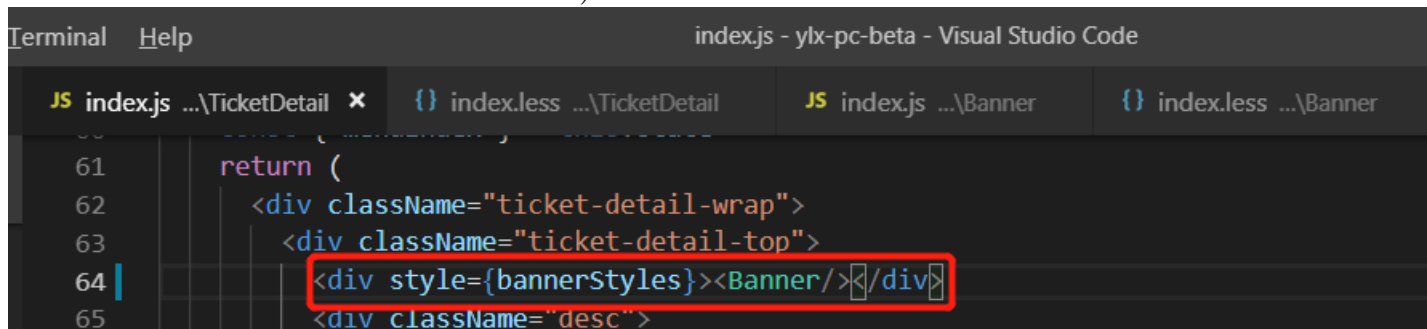 Terminal Help index.js - ylx-pc-beta - Visual Studio Code
JS index.js ...\TicketDetail × {} index.less ...\TicketDetail JS index.js ...\Banner {} index.less ...\Banner
61 return (
62 <div className="ticket-detail-wrap">
63 <div className="ticket-detail-top">
64 <div style={bannerStyles}><Banner/></div>
65 <div className="desc">